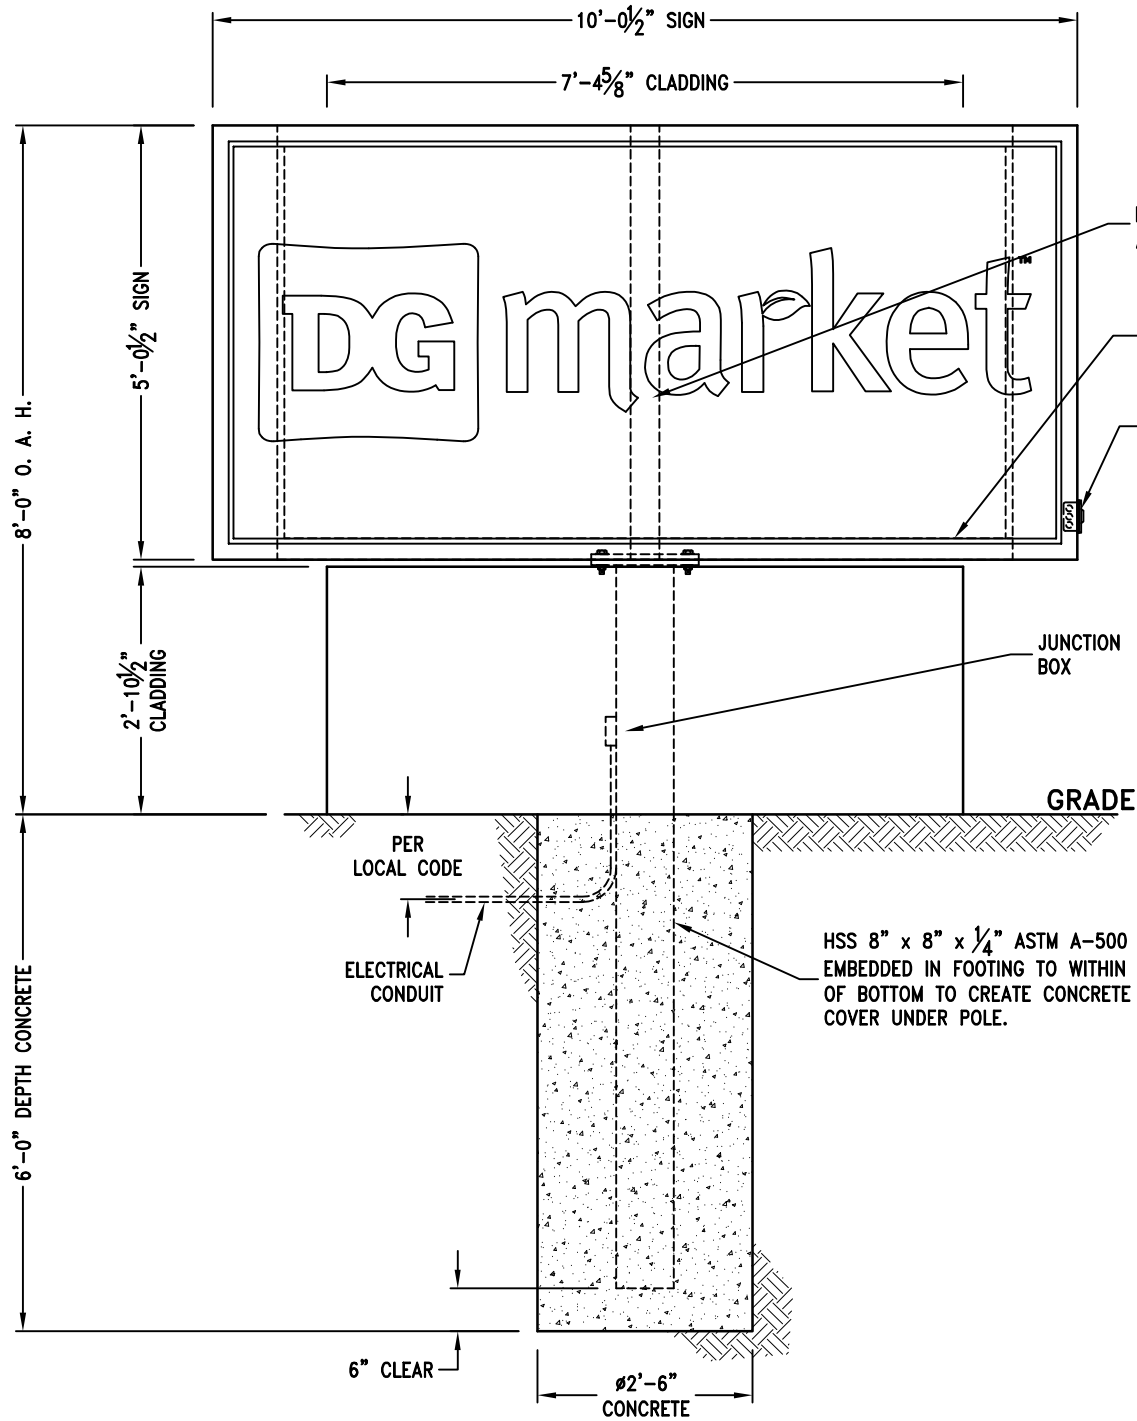 10'-0½" SIGN
7'-4⅝" CLADDING
5'-0½" SIGN
8'-0" O. A. H.
DG market™
2'-10½"
CLADDING
JUNCTION
BOX
GRADE
PER
LOCAL CODE
ELECTRICAL
CONDUIT
HSS 8" x 8" x ¼" ASTM A-500
EMBEDDED IN FOOTING TO WITHIN
OF BOTTOM TO CREATE CONCRETE
COVER UNDER POLE.
6'-0" DEPTH CONCRETE
6" CLEAR
ø2'-6"
CONCRETE